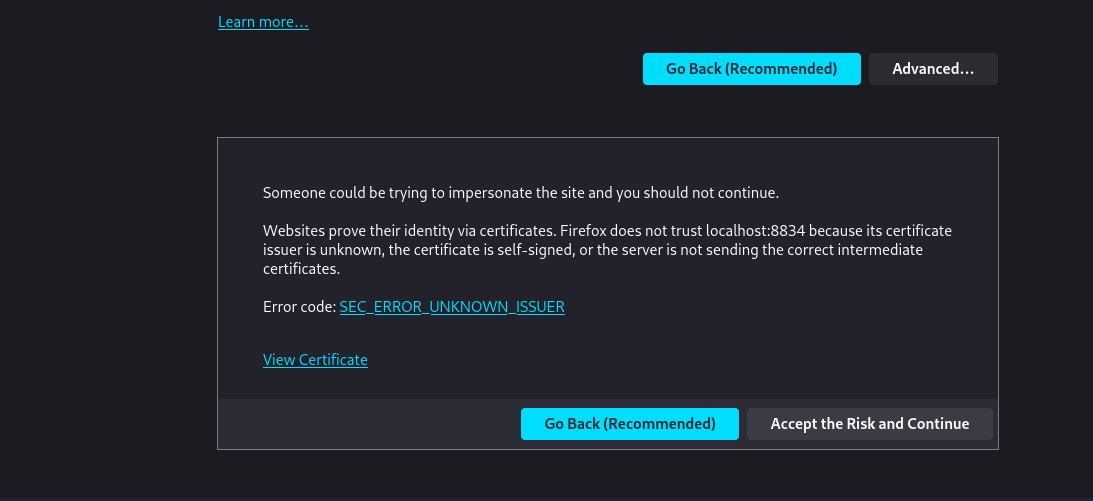 Learn more…
Go Back (Recommended)
Advanced…
Someone could be trying to impersonate the site and you should not continue.
Websites prove their identity via certificates. Firefox does not trust localhost:8834 because its certificate
issuer is unknown, the certificate is self-signed, or the server is not sending the correct intermediate
certificates.
Error code: SEC_ERROR_UNKNOWN_ISSUER
View Certificate
Go Back (Recommended)
Accept the Risk and Continue